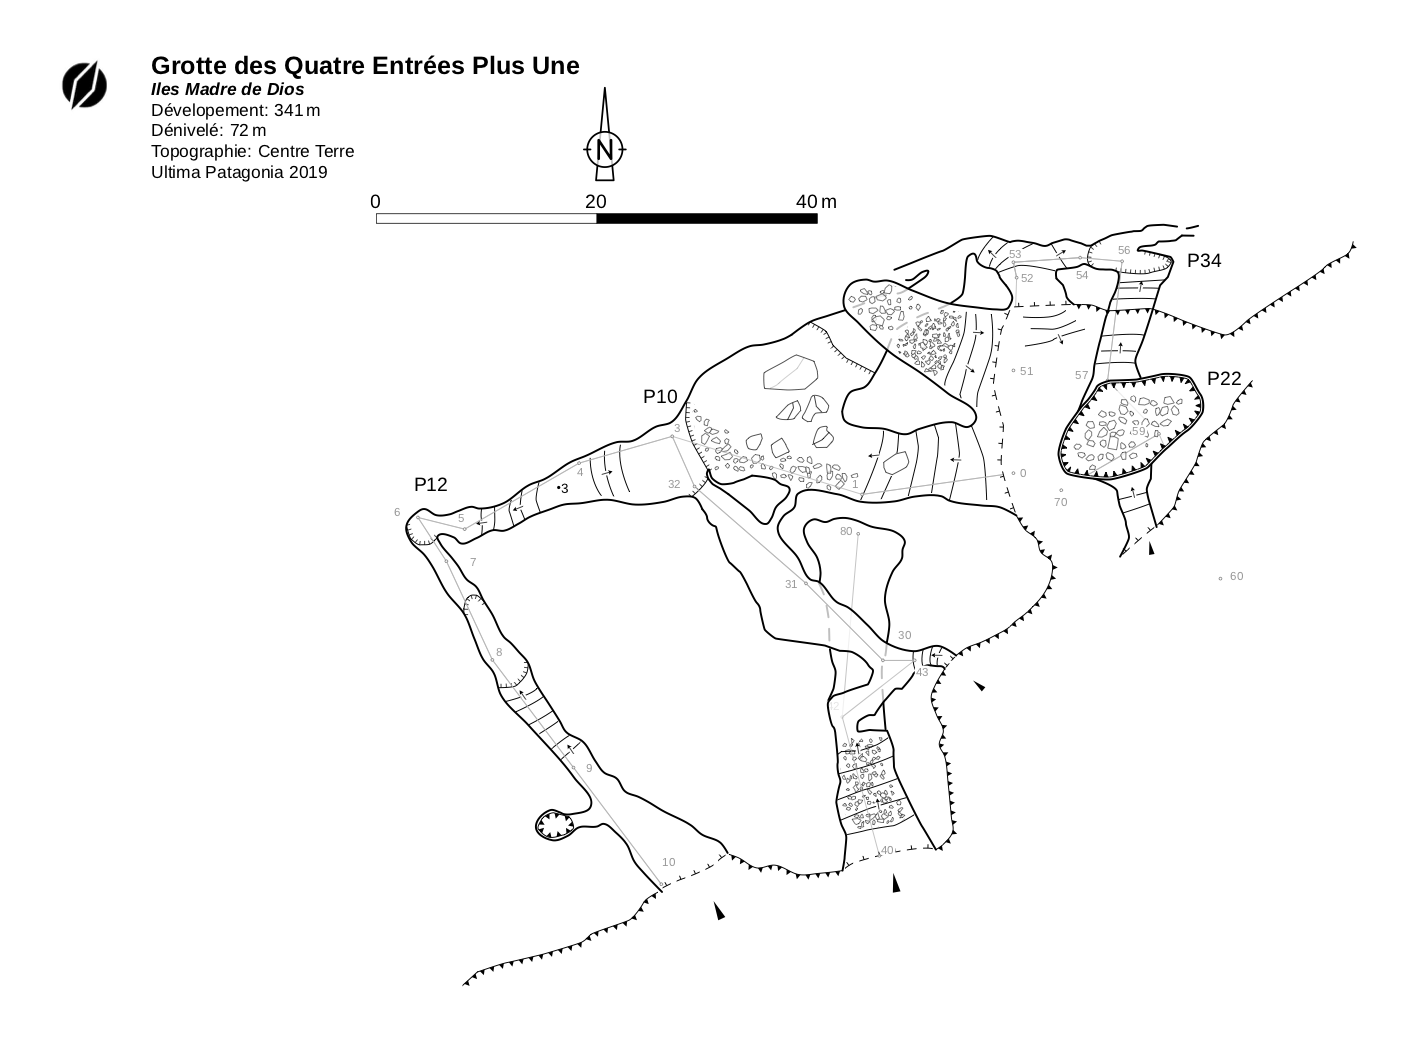 Grotte des Quatre Entrées Plus Une
Iles Madre de Dios
Dévelopement: 341 m
Dénivelé: 72 m
Topographie: Centre Terre
Ultima Patagonia 2019
N
0 20 40 m
53
56
P34
52
54
51
57
P22
P10
59
3
4
32
1
0
P12
3
70
6
5
80
7
31
60
30
8
43
9
40
10